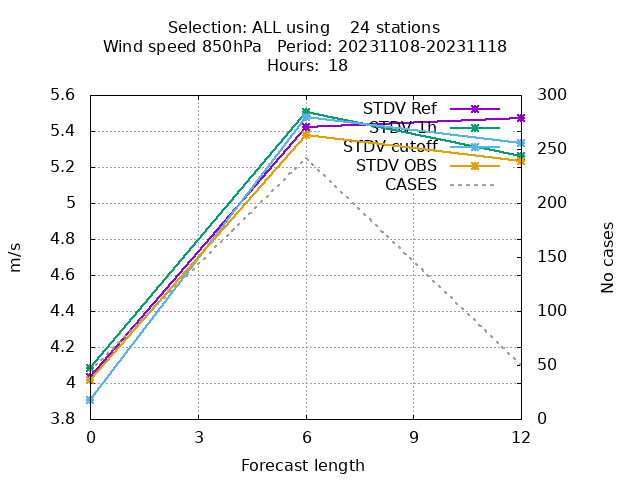 Selection: ALL using    24 stations
Wind speed 850hPa   Period: 20231108-20231118
Hours: 18
5.6
5.4
5.2
5
4.8
4.6
4.4
4.2
4
3.8
300
250
200
150
100
50
0
STDV Ref
STDV 1h
STDV cutoff
STDV OBS
CASES
m/s
No cases
0
3
6
9
12
Forecast length